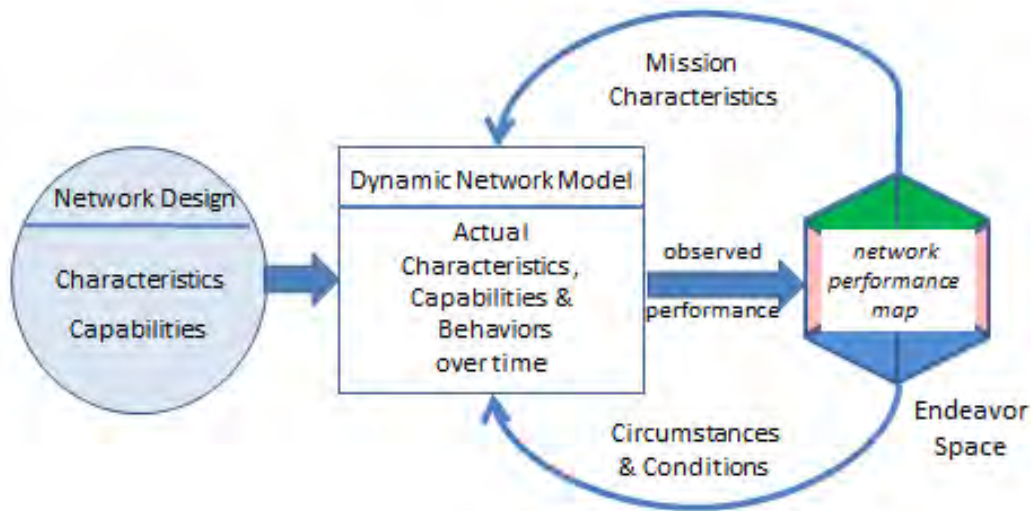 Mission
Characteristics
Network Design
Characteristics
Capabilities
Dynamic Network Model
Actual
Characteristics,
Capabilities &
Behaviors
over time
observed
performance
network
performance
map
Circumstances
& Conditions
Endeavor
Space